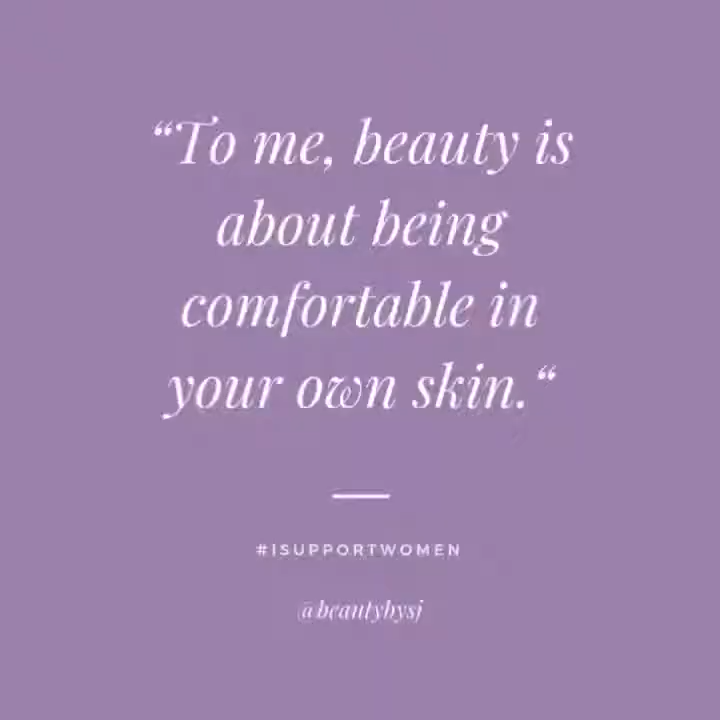 “To me, beauty is
about being
comfortable in
your own skin.“
#ISUPPORTWOMEN
@beautybysj